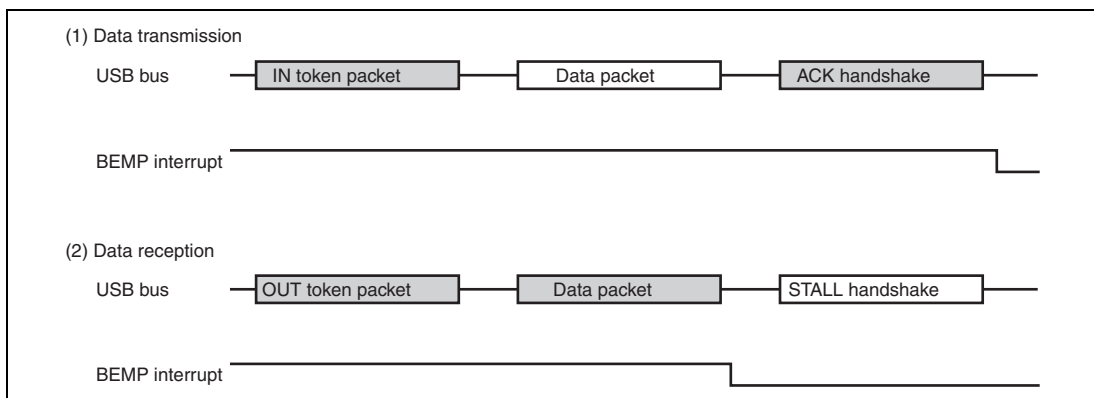 (1) Data transmission
USB bus
IN token packet
Data packet
ACK handshake
BEMP interrupt
(2) Data reception
USB bus
OUT token packet
Data packet
STALL handshake
BEMP interrupt